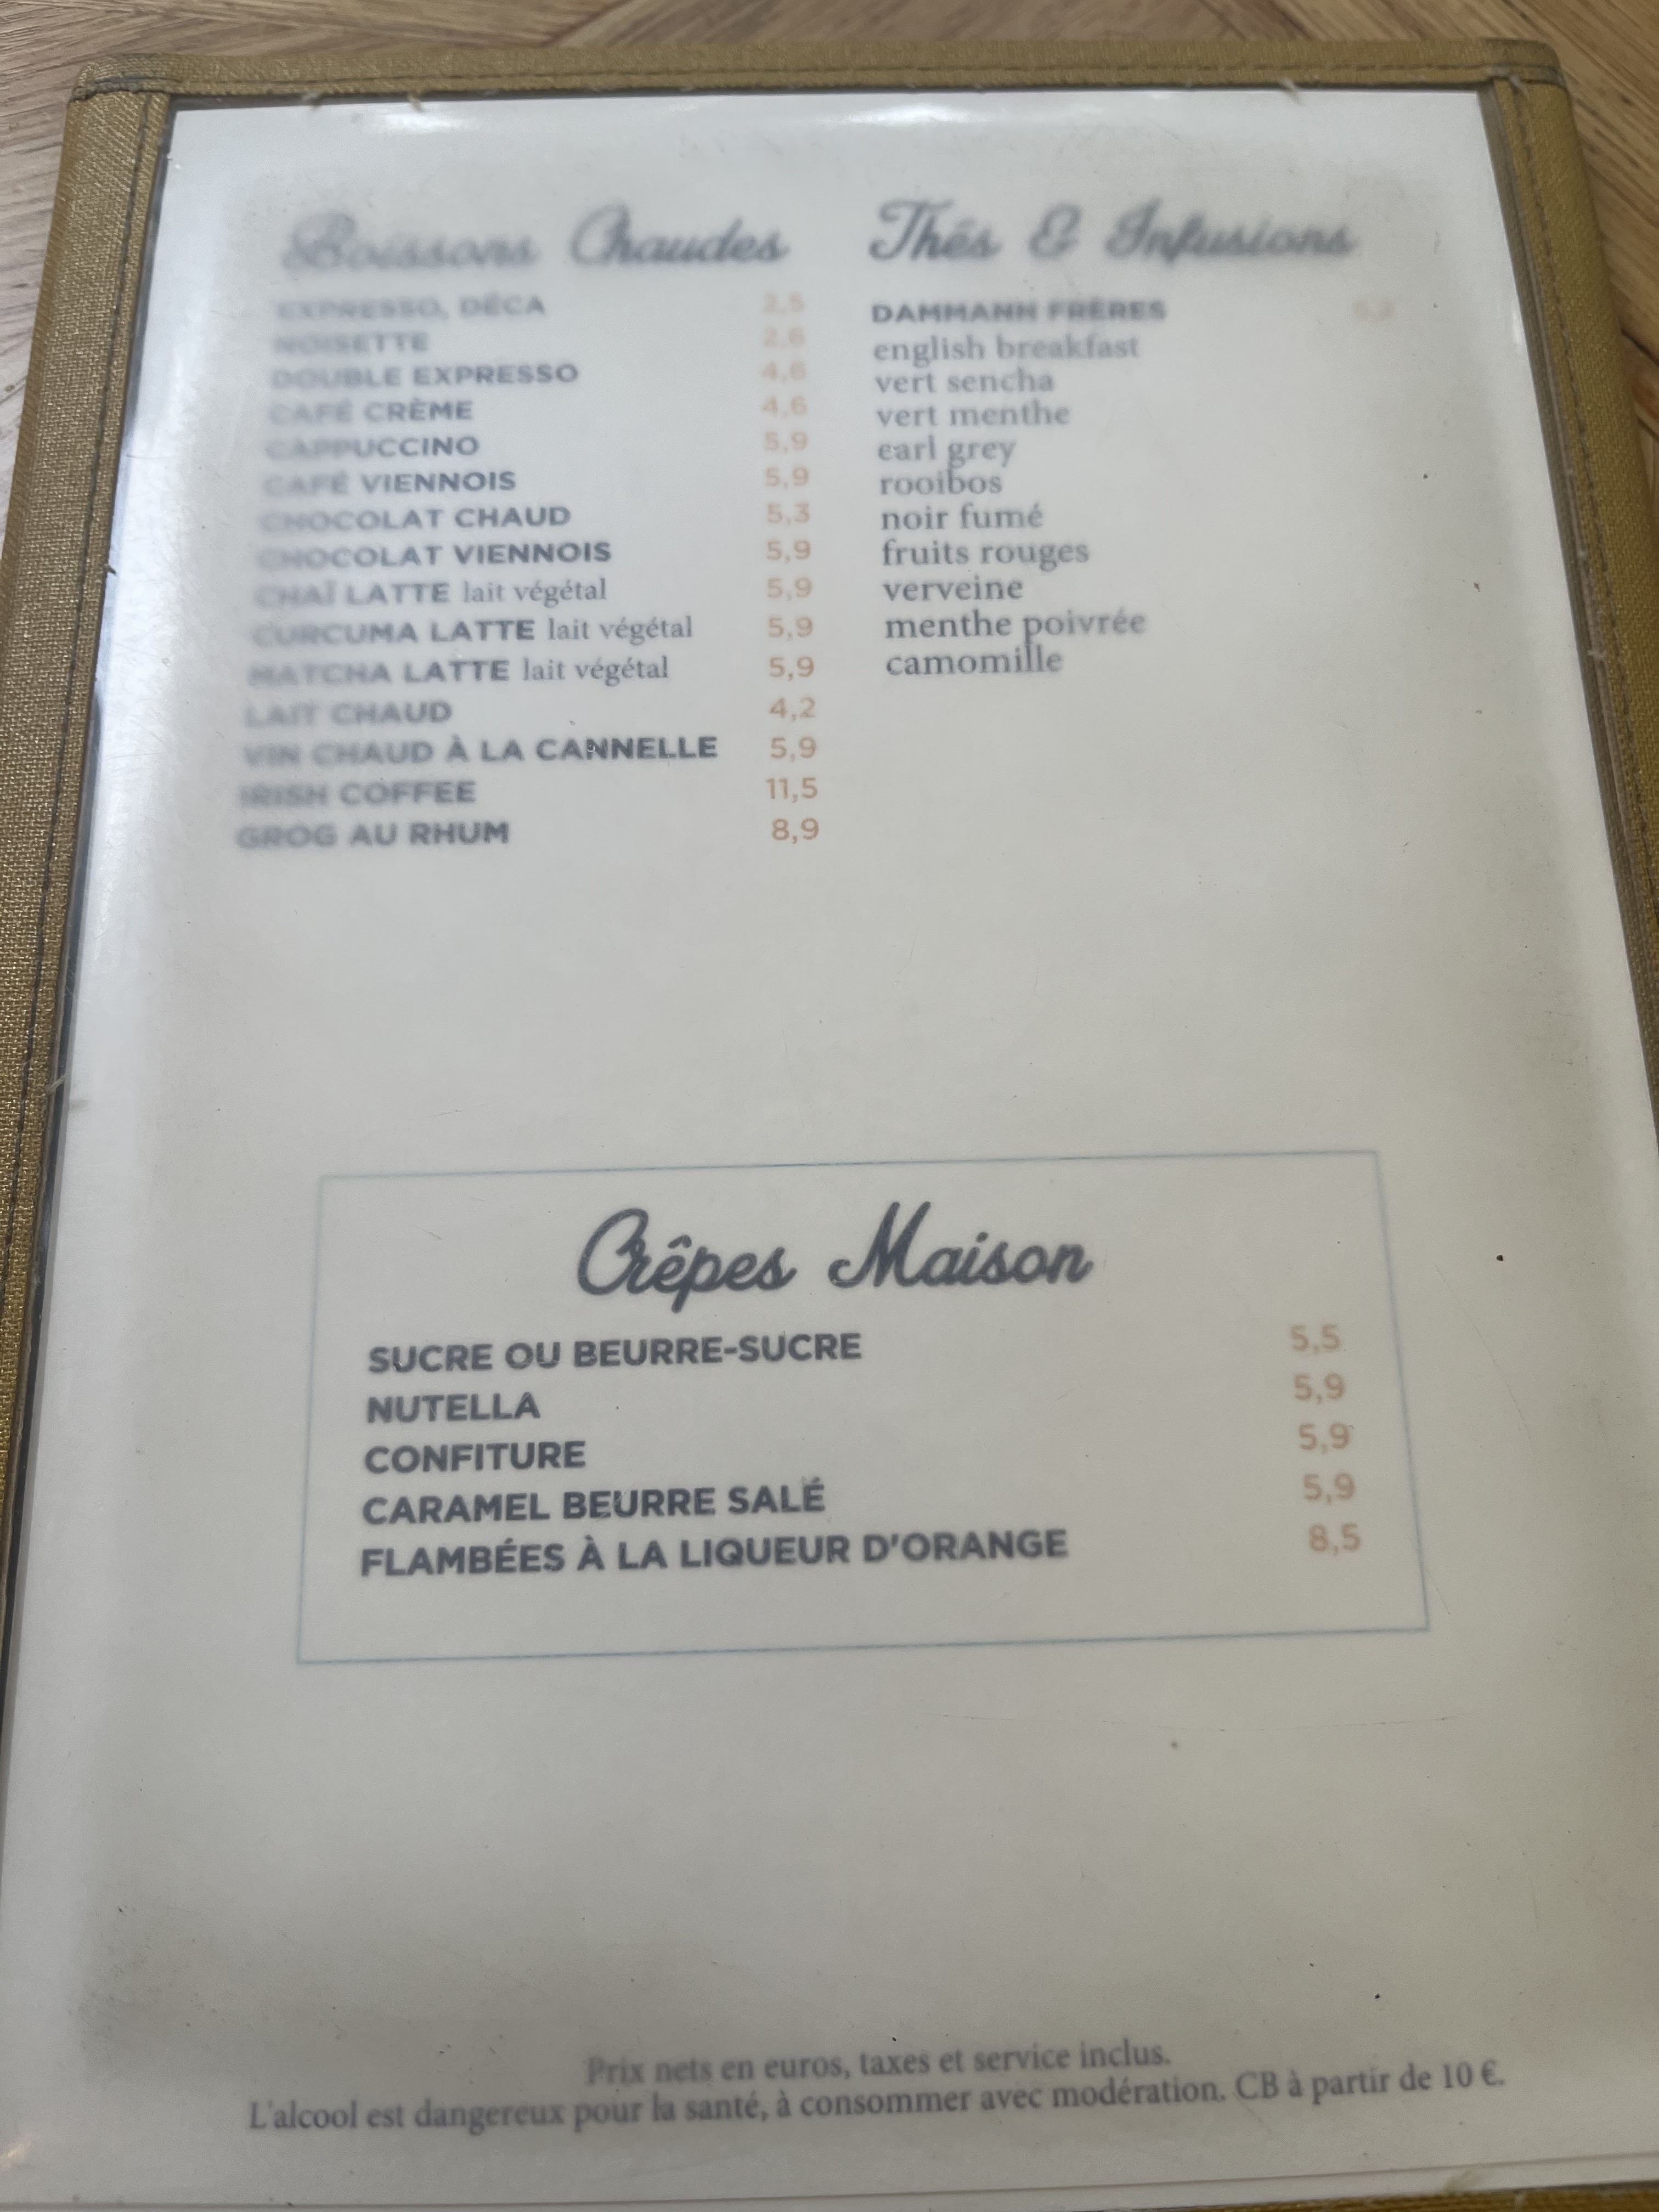 Boissons Chaudes
EXPRESSO, DÉCA 2,5
NOISETTE 2,6
DOUBLE EXPRESSO 4,6
CAFÉ CRÈME 4,6
CAPPUCCINO 5,9
CAFÉ VIENNOIS 5,9
CHOCOLAT CHAUD 5,3
CHOCOLAT VIENNOIS 5,9
CHAÏ LATTE lait végétal 5,9
CURCUMA LATTE lait végétal 5,9
MATCHA LATTE lait végétal 5,9
LAIT CHAUD 4,2
VIN CHAUD À LA CANNELLE 5,9
IRISH COFFEE 11,5
GROG AU RHUM 8,9
Thés & Infusions
DAMMANN FRÈRES
english breakfast
vert sencha
vert menthe
earl grey
rooibos
noir fumé
fruits rouges
verveine
menthe poivrée
camomille
Crêpes Maison
SUCRE OU BEURRE-SUCRE 5,5
NUTELLA 5,9
CONFITURE 5,9
CARAMEL BEURRE SALÉ 5,9
FLAMBÉES À LA LIQUEUR D'ORANGE 8,5
Prix nets en euros, taxes et service inclus.
L'alcool est dangereux pour la santé, à consommer avec modération. CB à partir de 10 €.